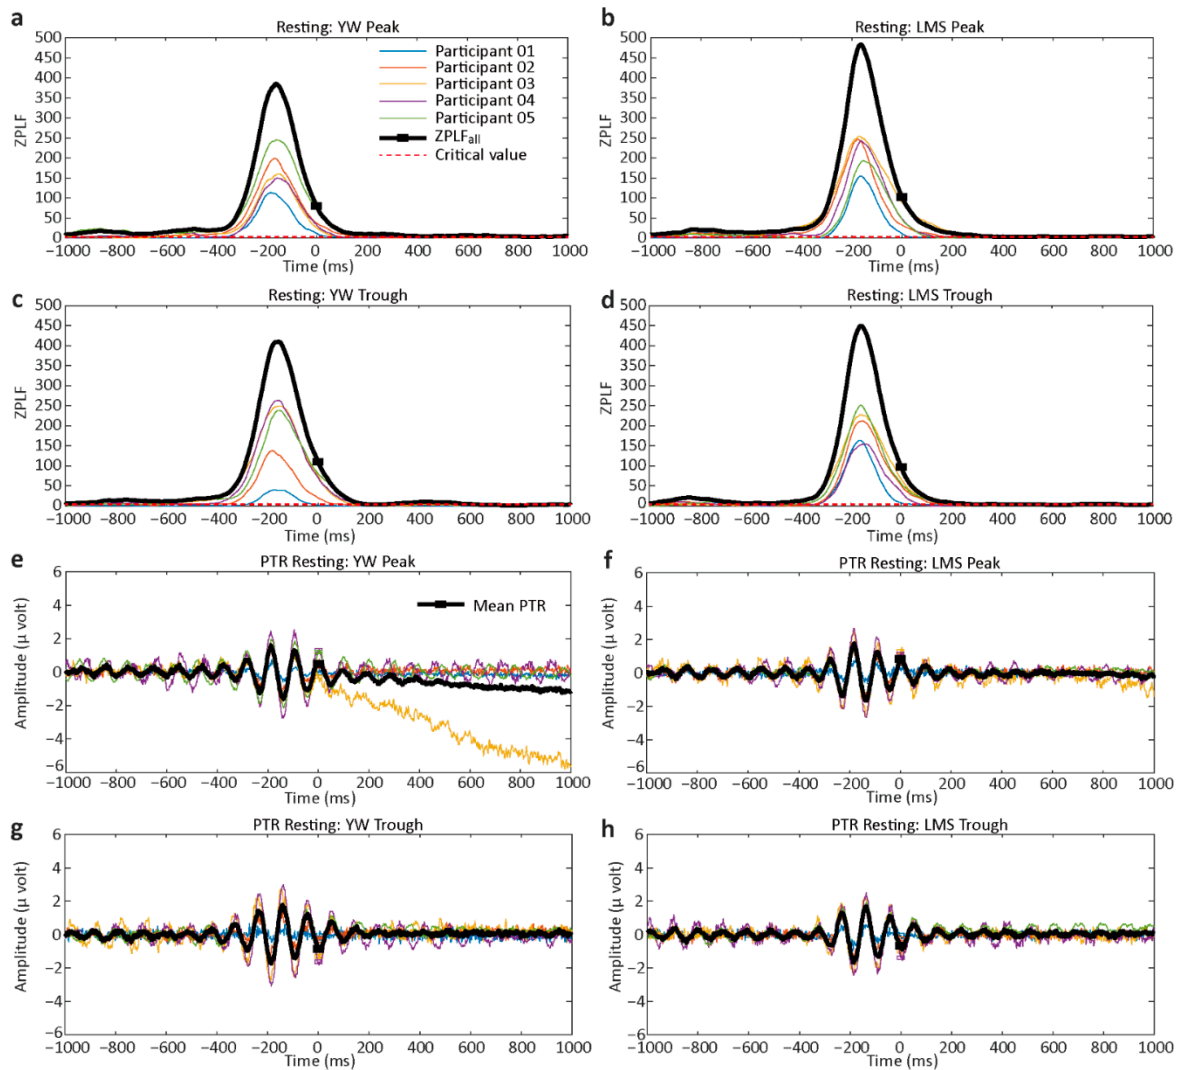 a
Resting: YW Peak
500
450
400
350
300
250
200
150
100
50
0
ZPLF
Participant 01
Participant 02
Participant 03
Participant 04
Participant 05
ZPLFall
Critical value
−1000 −800 −600 −400 −200 0 200 400 600 800 1000
Time (ms)
b
Resting: LMS Peak
500
450
400
350
300
250
200
150
100
50
0
ZPLF
−1000 −800 −600 −400 −200 0 200 400 600 800 1000
Time (ms)
c
Resting: YW Trough
500
450
400
350
300
250
200
150
100
50
0
ZPLF
−1000 −800 −600 −400 −200 0 200 400 600 800 1000
Time (ms)
d
Resting: LMS Trough
500
450
400
350
300
250
200
150
100
50
0
ZPLF
−1000 −800 −600 −400 −200 0 200 400 600 800 1000
Time (ms)
e
PTR Resting: YW Peak
6
4
2
0
−2
−4
−6
Amplitude (μ volt)
Mean PTR
−1000 −800 −600 −400 −200 0 200 400 600 800 1000
Time (ms)
f
PTR Resting: LMS Peak
6
4
2
0
−2
−4
−6
Amplitude (μ volt)
−1000 −800 −600 −400 −200 0 200 400 600 800 1000
Time (ms)
g
PTR Resting: YW Trough
6
4
2
0
−2
−4
−6
Amplitude (μ volt)
−1000 −800 −600 −400 −200 0 200 400 600 800 1000
Time (ms)
h
PTR Resting: LMS Trough
6
4
2
0
−2
−4
−6
Amplitude (μ volt)
−1000 −800 −600 −400 −200 0 200 400 600 800 1000
Time (ms)